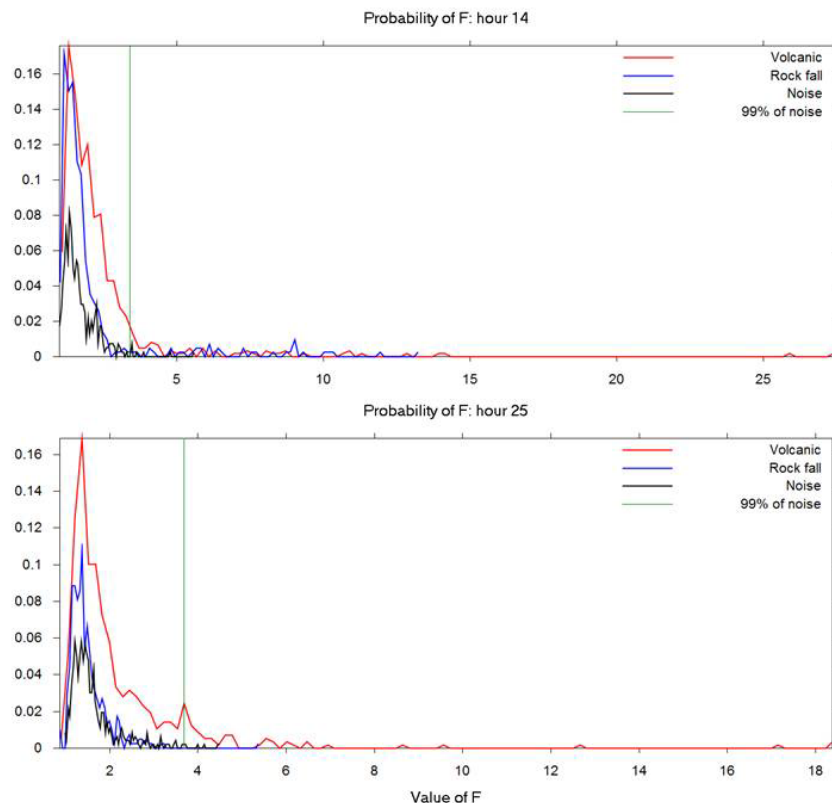 Probability of F: hour 14
Volcanic
Rock fall
Noise
99% of noise
0.16
0.14
0.12
0.1
0.08
0.06
0.04
0.02
0
5 10 15 20 25
Probability of F: hour 25
Volcanic
Rock fall
Noise
99% of noise
0.16
0.14
0.12
0.1
0.08
0.06
0.04
0.02
0
2 4 6 8 10 12 14 16 18
Value of F